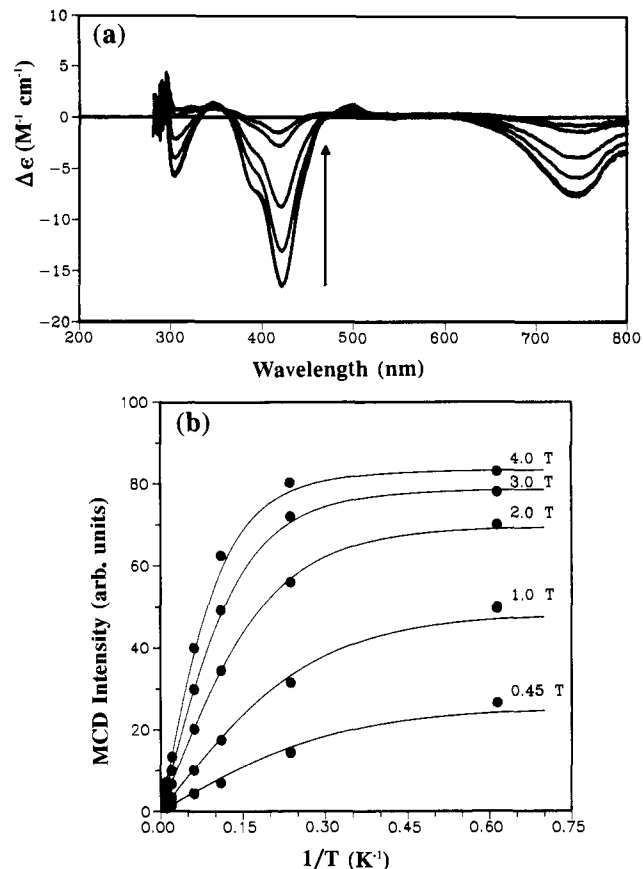 (a)
10
5
0
-5
-10
-15
-20
Δϵ (M⁻¹ cm⁻¹)
200 300 400 500 600 700 800
Wavelength (nm)
(b)
100
80
60
40
20
0
MCD Intensity (arb. units)
4.0 T
3.0 T
2.0 T
1.0 T
0.45 T
0.00 0.15 0.30 0.45 0.60 0.75
1/T (K⁻¹)